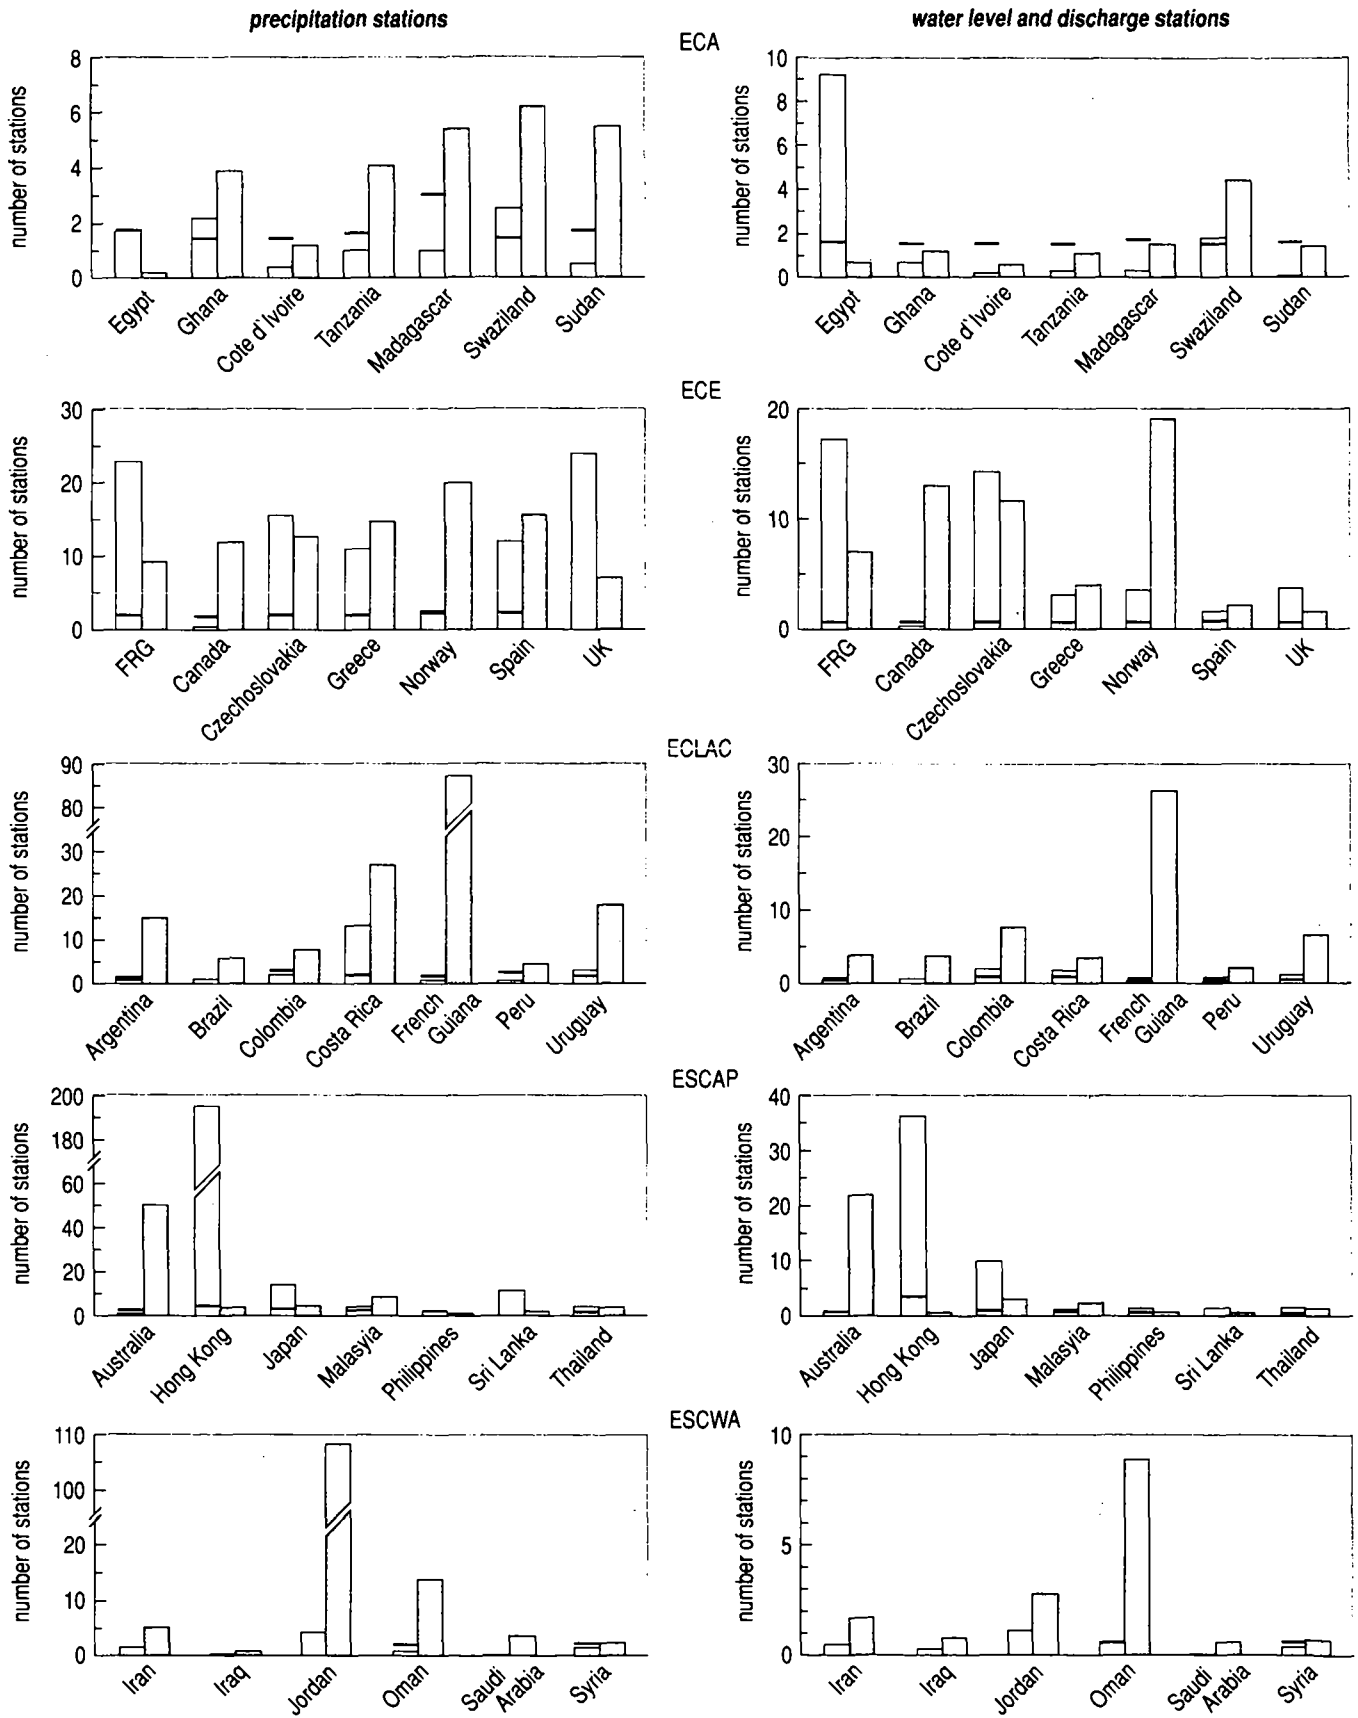 precipitation stations
water level and discharge stations
ECA
number of stations
8
6
4
2
0
Egypt
Ghana
Cote d'Ivoire
Tanzania
Madagascar
Swaziland
Sudan
number of stations
10
8
6
4
2
0
Egypt
Ghana
Cote d'Ivoire
Tanzania
Madagascar
Swaziland
Sudan
ECE
number of stations
30
20
10
0
FRG
Canada
Czechoslovakia
Greece
Norway
Spain
UK
number of stations
20
10
0
FRG
Canada
Czechoslovakia
Greece
Norway
Spain
UK
ECLAC
number of stations
90
80
30
20
10
0
Argentina
Brazil
Colombia
Costa Rica
French
Guiana
Peru
Uruguay
number of stations
30
20
10
0
Argentina
Brazil
Colombia
Costa Rica
French
Guiana
Peru
Uruguay
ESCAP
number of stations
200
180
60
40
20
0
Australia
Hong Kong
Japan
Malasyia
Philippines
Sri Lanka
Thailand
number of stations
40
30
20
10
0
Australia
Hong Kong
Japan
Malasyia
Philippines
Sri Lanka
Thailand
ESCWA
number of stations
110
100
20
10
0
Iran
Iraq
Jordan
Oman
Saudi
Arabia
Syria
number of stations
10
5
0
Iran
Iraq
Jordan
Oman
Saudi
Arabia
Syria